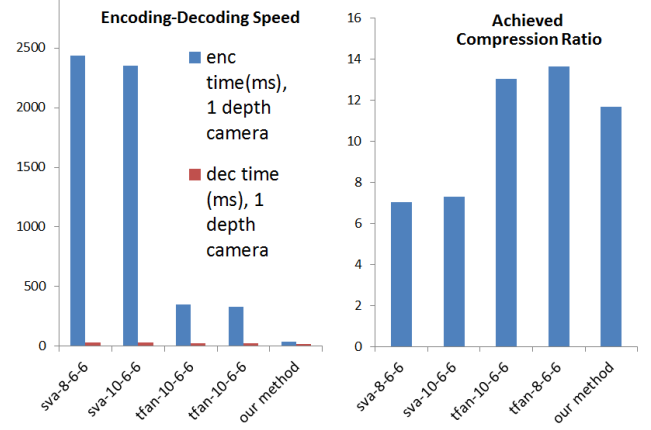 Encoding-Decoding Speed
2500
2000
1500
1000
500
0
enc
time(ms),
1 depth
camera
dec time
(ms), 1
depth
camera
sva-8-6-6
sva-10-6-6
tfan-10-6-6
tfan-10-6-6
our method
Achieved
Compression Ratio
16
14
12
10
8
6
4
2
0
sva-8-6-6
sva-10-6-6
tfan-10-6-6
tfan-8-6-6
our method